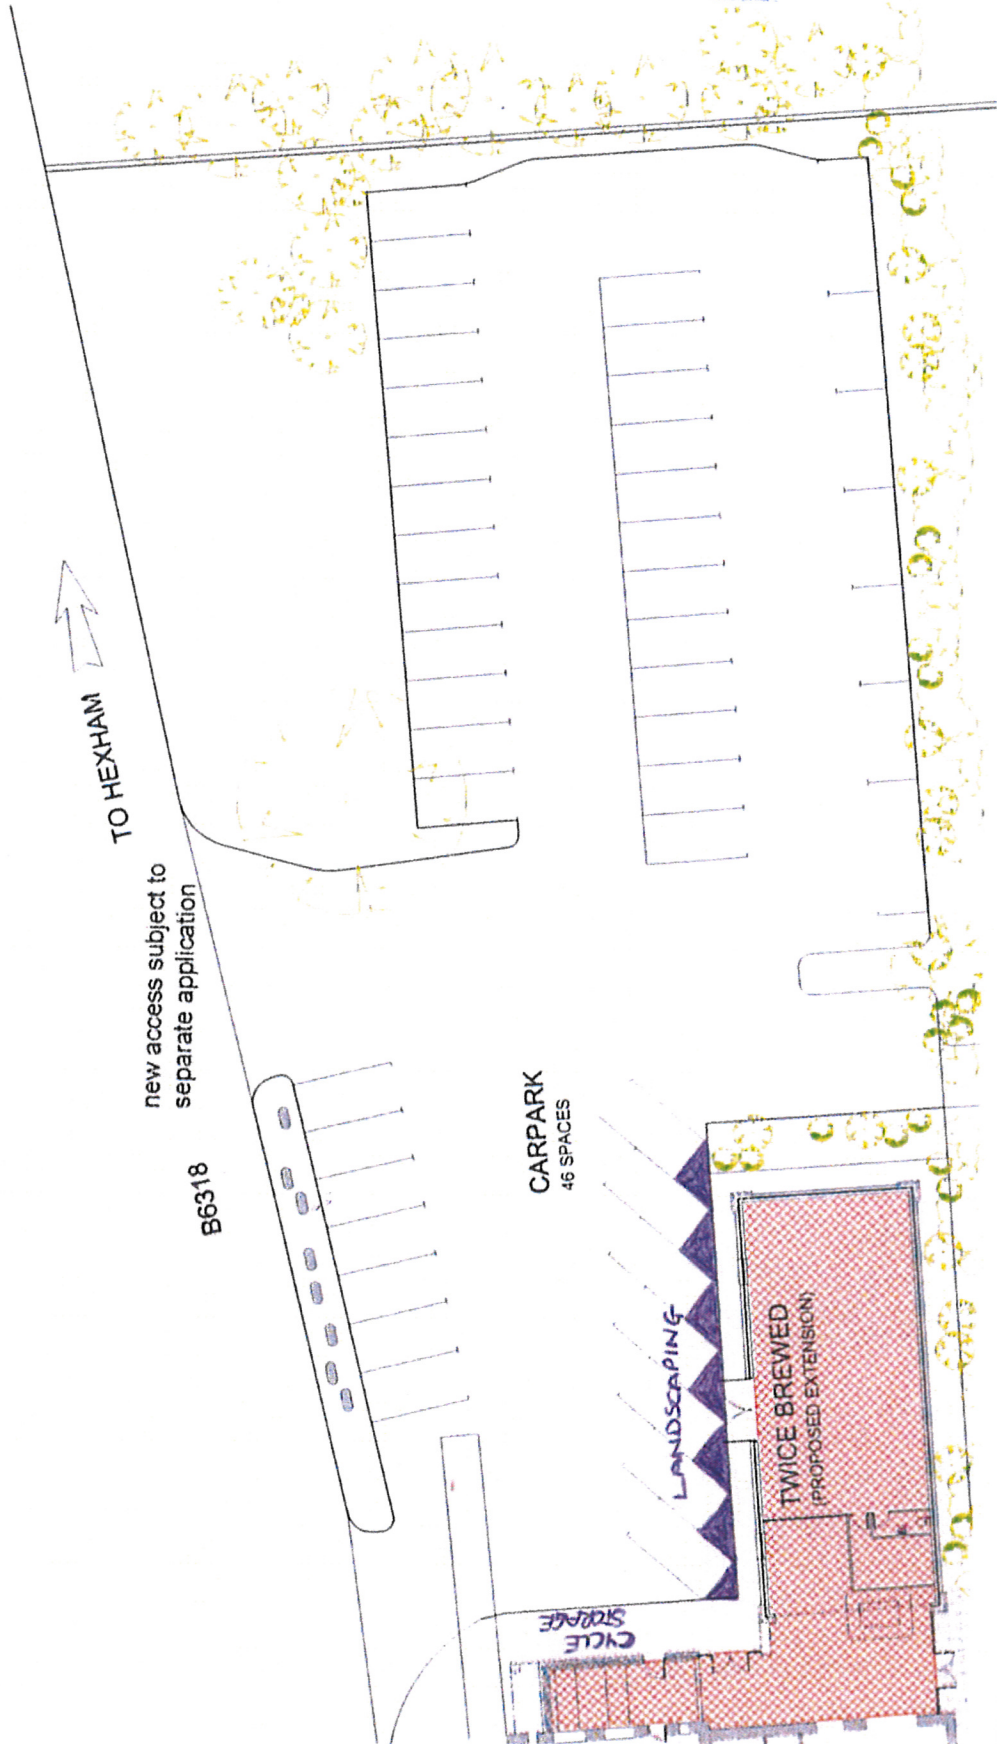 TO HEXHAM
new access subject to
separate application
B6318
CARPARK
46 SPACES
LANDSCAPING
TWICE BREWED
(PROPOSED EXTENSION)
CYCLE
STORAGE